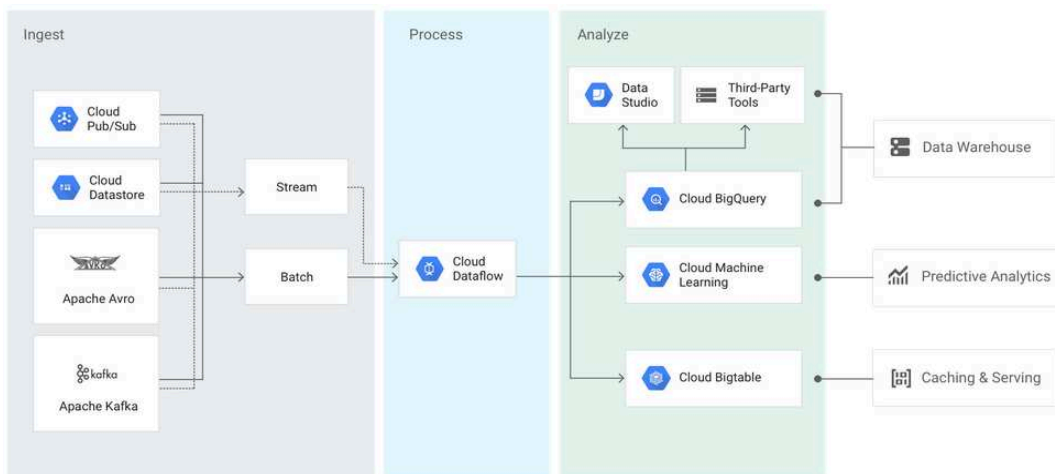 Ingest
Process
Analyze
Cloud
Pub/Sub
Cloud
Datastore
AVRO
Apache Avro
kafka
Apache Kafka
Stream
Batch
Cloud
Dataflow
Data
Studio
Third-Party
Tools
Cloud BigQuery
Cloud Machine
Learning
Cloud Bigtable
Data Warehouse
Predictive Analytics
Caching & Serving